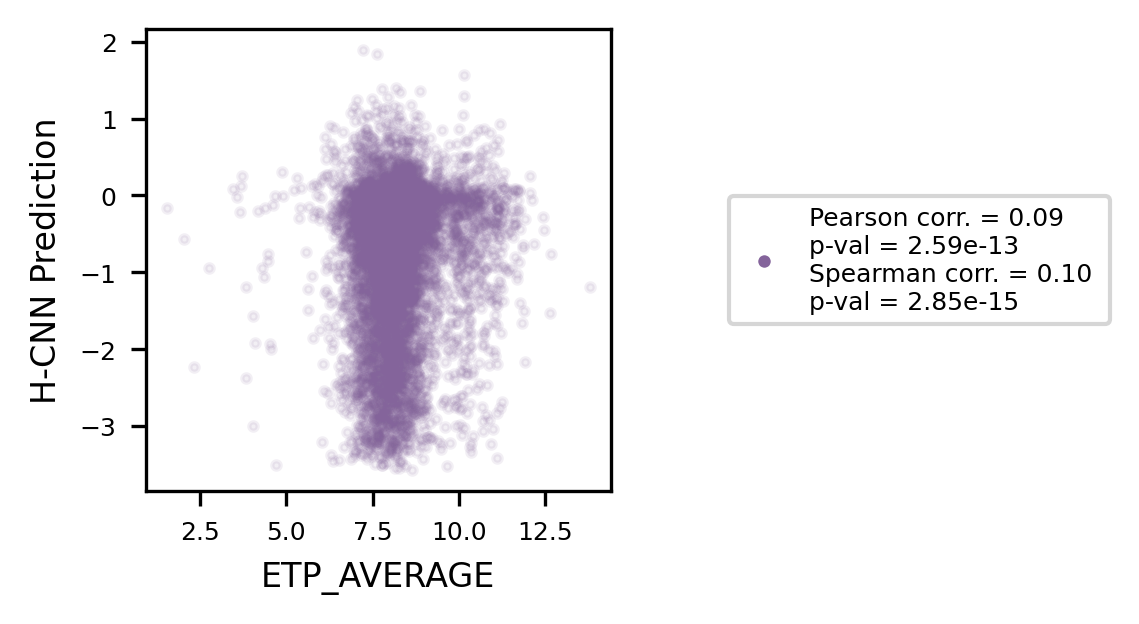 2
1
0
−1
−2
−3
H-CNN Prediction
2.5 5.0 7.5 10.0 12.5
ETP_AVERAGE
Pearson corr. = 0.09
p-val = 2.59e-13
Spearman corr. = 0.10
p-val = 2.85e-15